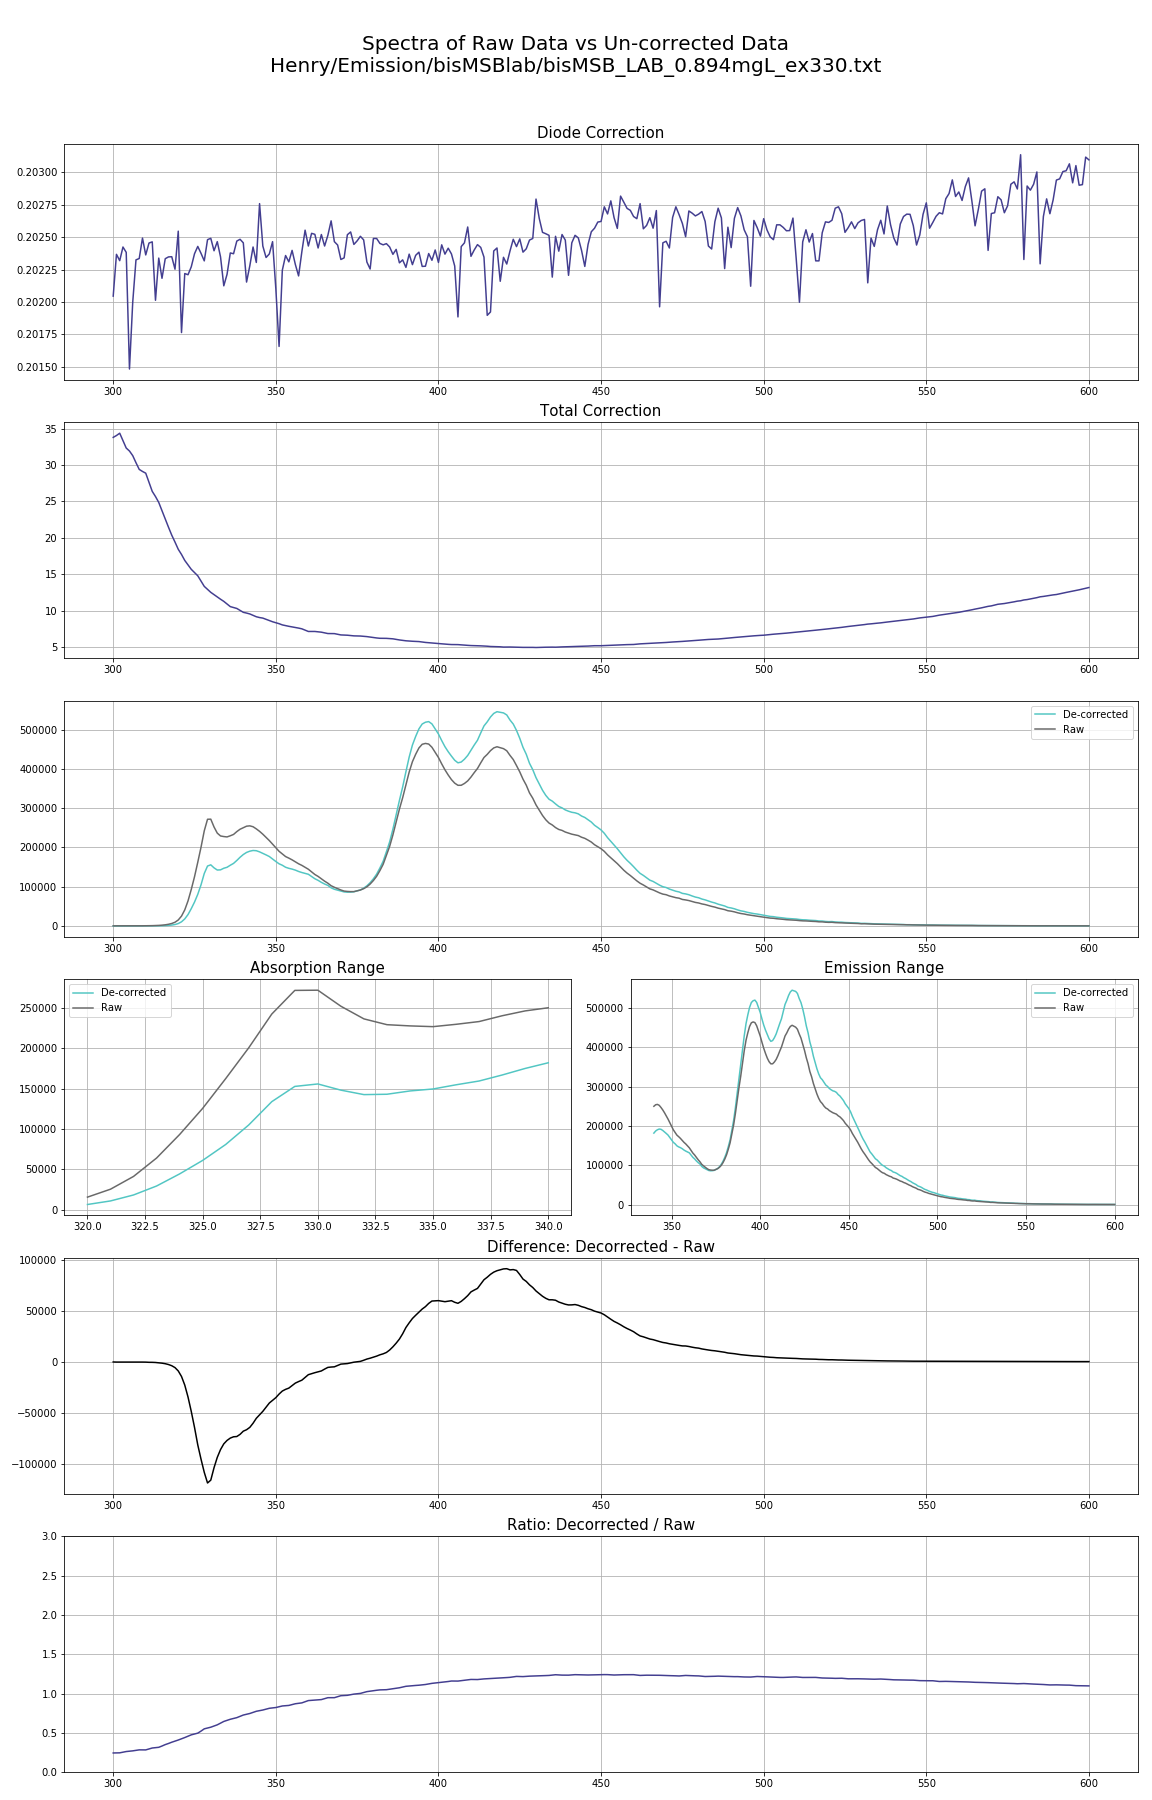 Spectra of Raw Data vs Un-corrected Data
Henry/Emission/bisMSBlab/bisMSB_LAB_0.894mgL_ex330.txt
Diode Correction
0.20300
0.20275
0.20250
0.20225
0.20200
0.20175
0.20150
300 350 400 450 500 550 600
Total Correction
35
30
25
20
15
10
5
300 350 400 450 500 550 600
De-corrected
Raw
500000
400000
300000
200000
100000
0
300 350 400 450 500 550 600
Absorption Range
De-corrected
Raw
250000
200000
150000
100000
50000
0
320.0 322.5 325.0 327.5 330.0 332.5 335.0 337.5 340.0
Emission Range
De-corrected
Raw
500000
400000
300000
200000
100000
0
350 400 450 500 550 600
Difference: Decorrected - Raw
100000
50000
0
−50000
−100000
300 350 400 450 500 550 600
Ratio: Decorrected / Raw
3.0
2.5
2.0
1.5
1.0
0.5
0.0
300 350 400 450 500 550 600